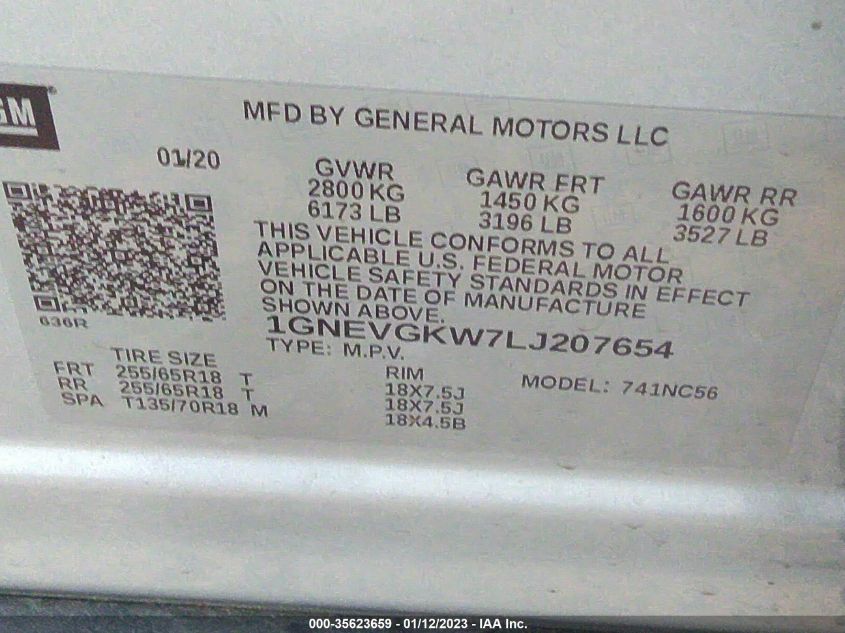 GM
MFD BY GENERAL MOTORS LLC
01/20
GVWR GAWR FRT GAWR RR
2800 KG 1450 KG 1600 KG
6173 LB 3196 LB 3527 LB
THIS VEHICLE CONFORMS TO ALL
APPLICABLE U.S. FEDERAL MOTOR
VEHICLE SAFETY STANDARDS IN EFFECT
ON THE DATE OF MANUFACTURE
SHOWN ABOVE.
636R
1GNEVGKW7LJ207654
TYPE: M.P.V.
MODEL: 741NC56
TIRE SIZE RIM
FRT 255/65R18 T 18X7.5J
RR 255/65R18 T 18X7.5J
SPA T135/70R18 M 18X4.5B
000-35623659 - 01/12/2023 - IAA Inc.